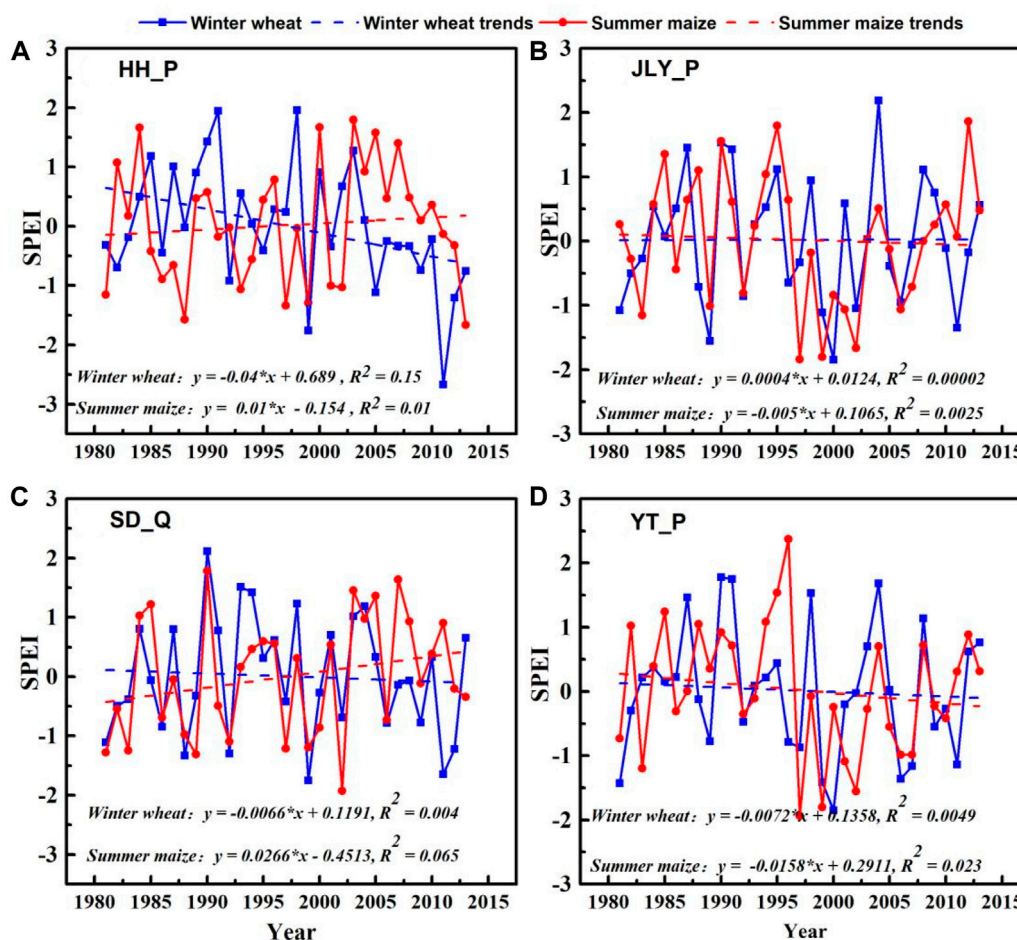 Winter wheat Winter wheat trends Summer maize Summer maize trends
A
HH_P
SPEI
3
2
1
0
-1
-2
-3
Winter wheat: y = -0.04*x + 0.689 , R2 = 0.15
Summer maize: y = 0.01*x - 0.154 , R2 = 0.01
1980 1985 1990 1995 2000 2005 2010 2015
B
JLY_P
SPEI
3
2
1
0
-1
-2
-3
Winter wheat: y = 0.0004*x + 0.0124, R2 = 0.00002
Summer maize: y = -0.005*x + 0.1065, R2 = 0.0025
1980 1985 1990 1995 2000 2005 2010 2015
C
SD_Q
SPEI
3
2
1
0
-1
-2
-3
Winter wheat: y = -0.0066*x + 0.1191, R2 = 0.004
Summer maize: y = 0.0266*x - 0.4513, R2 = 0.065
1980 1985 1990 1995 2000 2005 2010 2015
Year
D
YT_P
SPEI
3
2
1
0
-1
-2
-3
Winter wheat: y = -0.0072*x + 0.1358, R2 = 0.0049
Summer maize: y = -0.0158*x + 0.2911, R2 = 0.023
1980 1985 1990 1995 2000 2005 2010 2015
Year